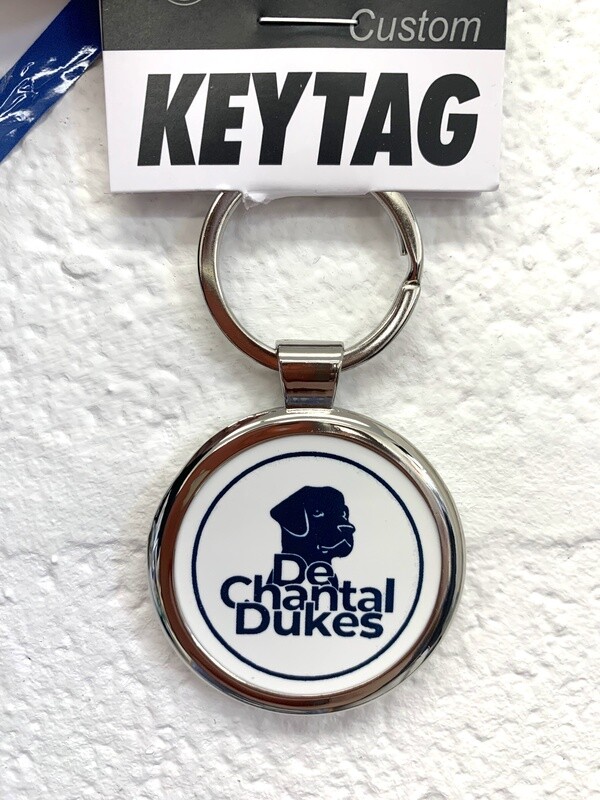 Custom
KEYTAG
De
Chantal
Dukes